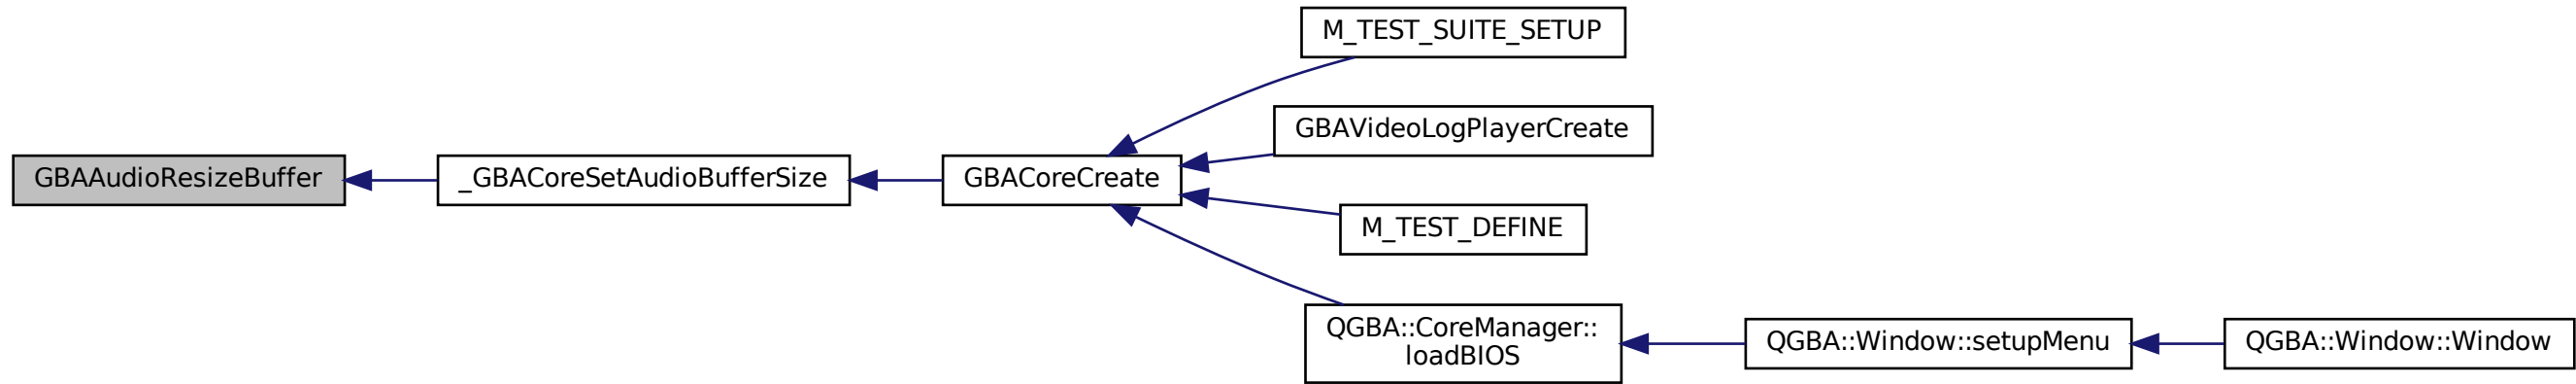 M_TEST_SUITE_SETUP
GBAVideoLogPlayerCreate
GBAAudioResizeBuffer
_GBACoreSetAudioBufferSize
GBACoreCreate
M_TEST_DEFINE
QGBA::CoreManager::
loadBIOS
QGBA::Window::setupMenu
QGBA::Window::Window